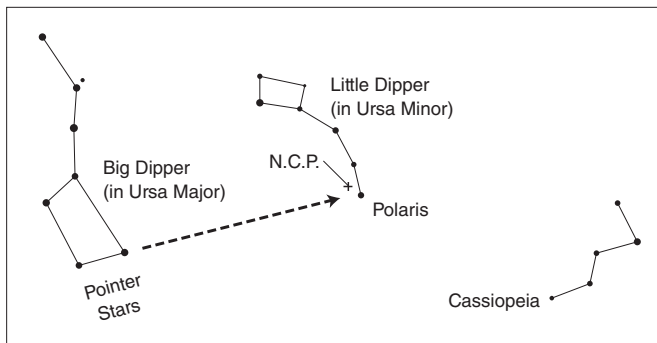 Little Dipper
(in Ursa Minor)
N.C.P.
Big Dipper
(in Ursa Major)
Polaris
Pointer
Stars
Cassiopeia